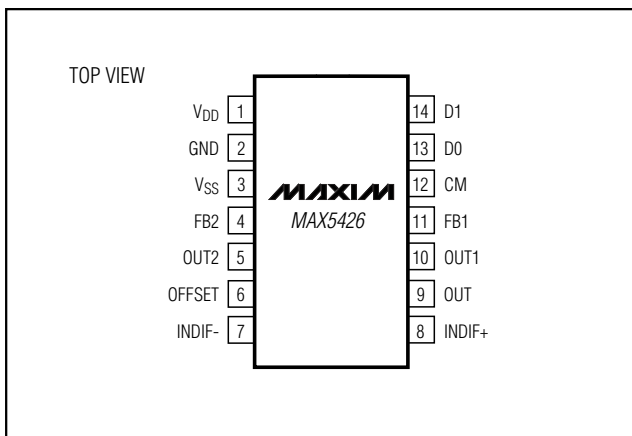 TOP VIEW
VDD 1
GND 2
VSS 3
FB2 4
OUT2 5
OFFSET 6
INDIF- 7
MAXIM
MAX5426
14 D1
13 D0
12 CM
11 FB1
10 OUT1
9 OUT
8 INDIF+